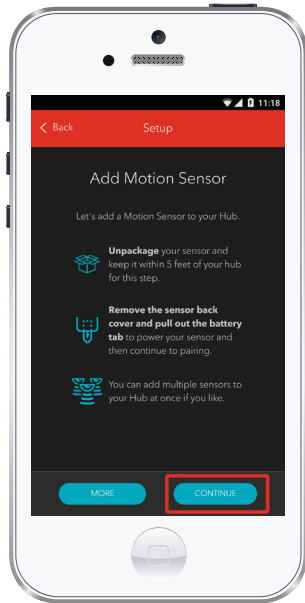 11:18
Back
Setup
Add Motion Sensor
Let's add a Motion Sensor to your Hub.
Unpackage your sensor and
keep it within 5 feet of your hub
for this step.
Remove the sensor back
cover and pull out the battery
tab to power your sensor and
then continue to pairing.
You can add multiple sensors to
your Hub at once if you like.
MORE
CONTINUE